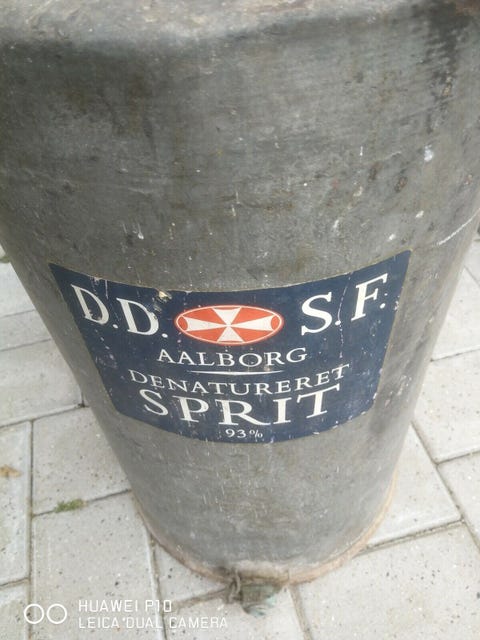 D.D. S.F.
AALBORG
DENATURERET
SPRIT
93%
HUAWEI P10
LEICA DUAL CAMERA